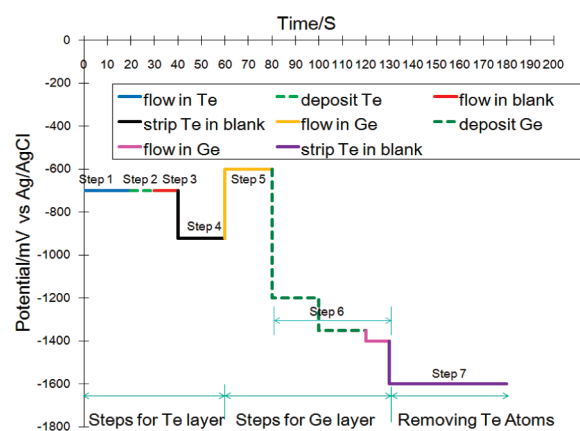 Time/S
0 10 20 30 40 50 60 70 80 90 100 110 120 130 140 150 160 170 180 190 200
0
-200
flow in Te deposit Te flow in blank
strip Te in blank flow in Ge deposit Ge
flow in Ge strip Te in blank
-400
-600
Step 1 Step 2 Step 3 Step 5
-800
Step 4
-1000
-1200
Step 6
-1400
Step 7
-1600
Steps for Te layer Steps for Ge layer Removing Te Atoms
-1800
Potential/mV vs Ag/AgCl